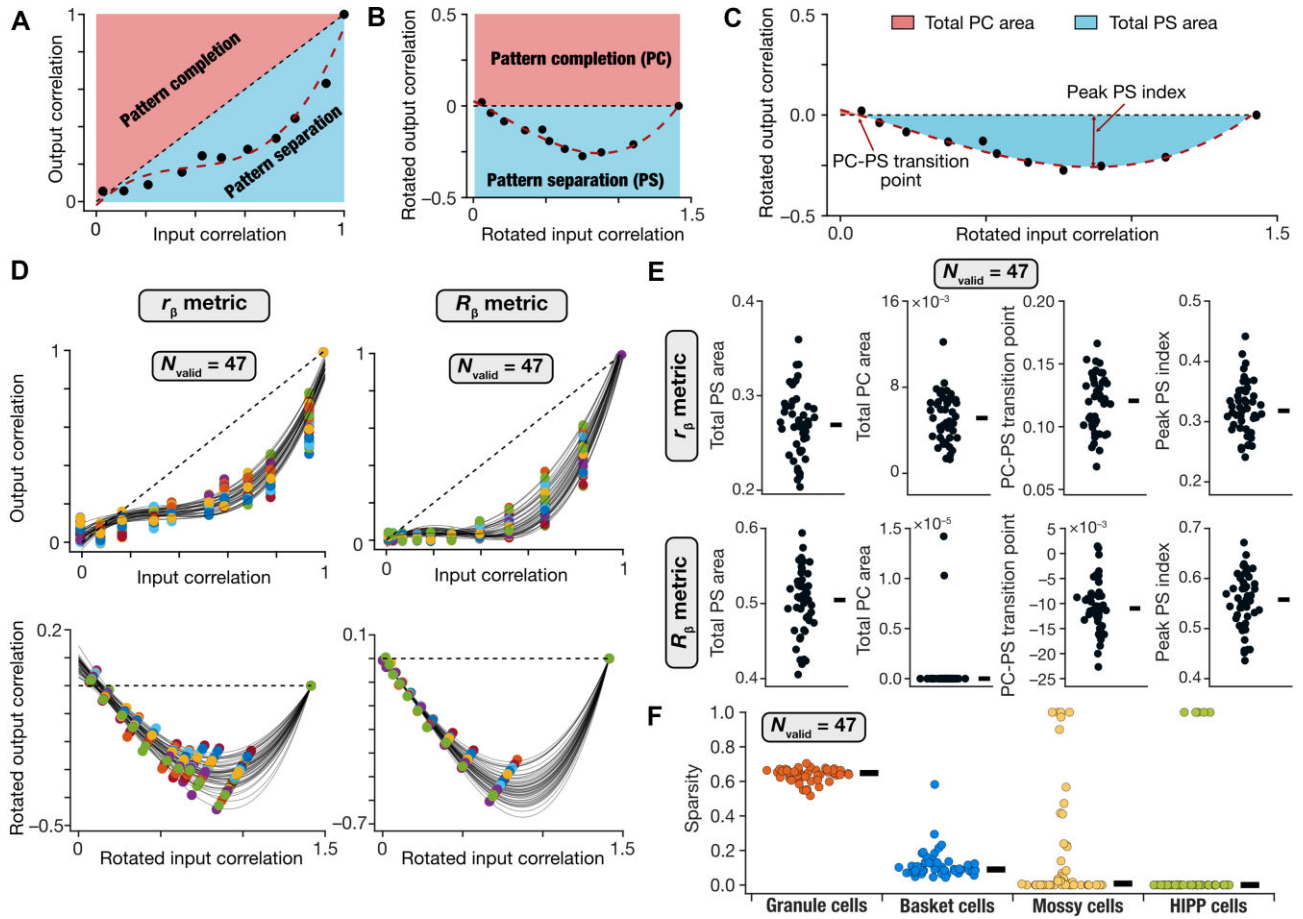 A
1
Output correlation
0
Pattern completion
Pattern separation
0
Input correlation
1
B
0.5
Rotated output correlation
0
−0.5
Pattern completion (PC)
Pattern separation (PS)
0
Rotated input correlation
1.5
C
Total PC area
Total PS area
0.5
Rotated output correlation
0.0
−0.5
Peak PS index
PC-PS transition
point
0.0
Rotated input correlation
1.5
D
rβ metric
Rβ metric
Nvalid = 47
Nvalid = 47
1
Output correlation
0
0
Input correlation
1
1
0
0
Input correlation
1
0.2
Rotated output correlation
−0.5
0
Rotated input correlation
1.5
0.1
−0.7
0
Rotated input correlation
1.5
E
Nvalid = 47
rβ metric
Total PS area
0.4
0.3
0.2
Total PC area
×10−3
16
8
0
PC-PS transition point
0.20
0.15
0.10
0.05
Peak PS index
0.5
0.4
0.3
0.2
Rβ metric
Total PS area
0.6
0.5
0.4
Total PC area
×10−5
1.5
1.0
0.5
0.0
PC-PS transition point
×10−3
5
0
−5
−10
−15
−20
−25
Peak PS index
0.7
0.6
0.5
0.4
F
Nvalid = 47
Sparsity
1.0
0.8
0.6
0.4
0.2
0.0
Granule cells
Basket cells
Mossy cells
HIPP cells